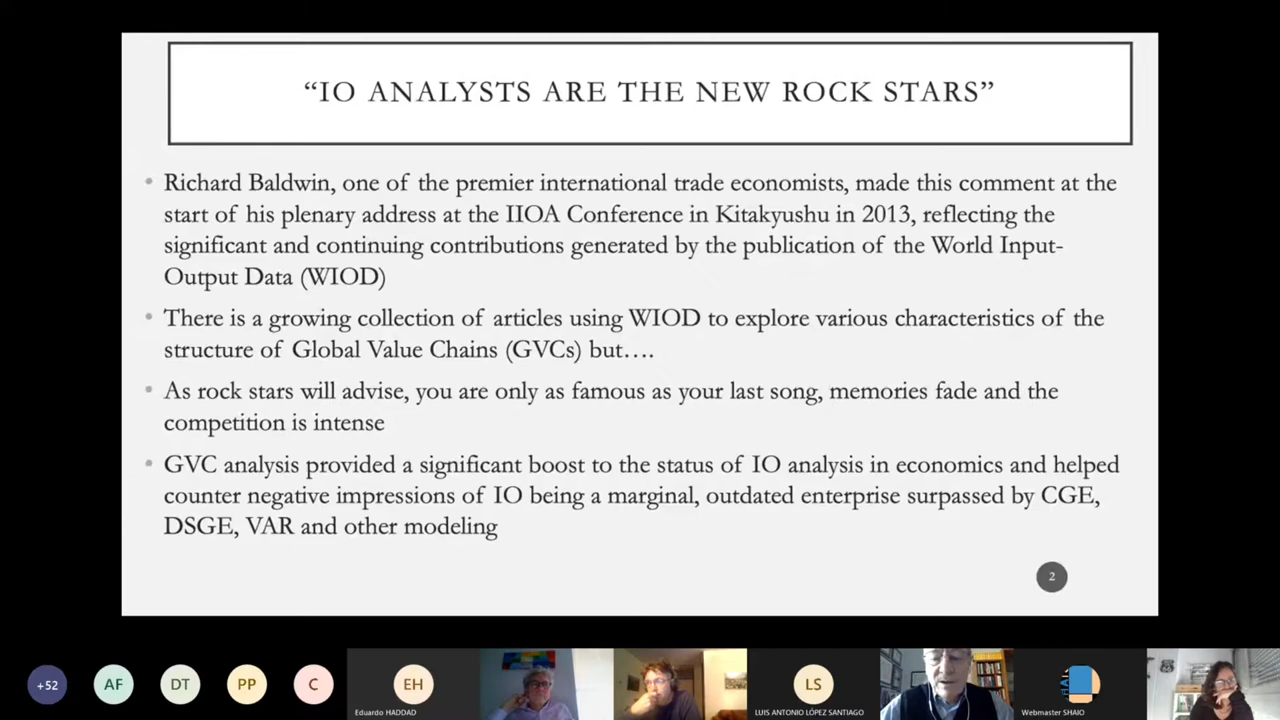 “IO ANALYSTS ARE THE NEW ROCK STARS”
• Richard Baldwin, one of the premier international trade economists, made this comment at the
start of his plenary address at the IIOA Conference in Kitakyushu in 2013, reflecting the
significant and continuing contributions generated by the publication of the World Input-
Output Data (WIOD)
• There is a growing collection of articles using WIOD to explore various characteristics of the
structure of Global Value Chains (GVCs) but….
• As rock stars will advise, you are only as famous as your last song, memories fade and the
competition is intense
• GVC analysis provided a significant boost to the status of IO analysis in economics and helped
counter negative impressions of IO being a marginal, outdated enterprise surpassed by CGE,
DSGE, VAR and other modeling
2
+52
AF
DT
PP
C
EH
Eduardo HADDAD
LS
LUIS ANTONIO LÓPEZ SANTIAGO
Webmaster SHAIO